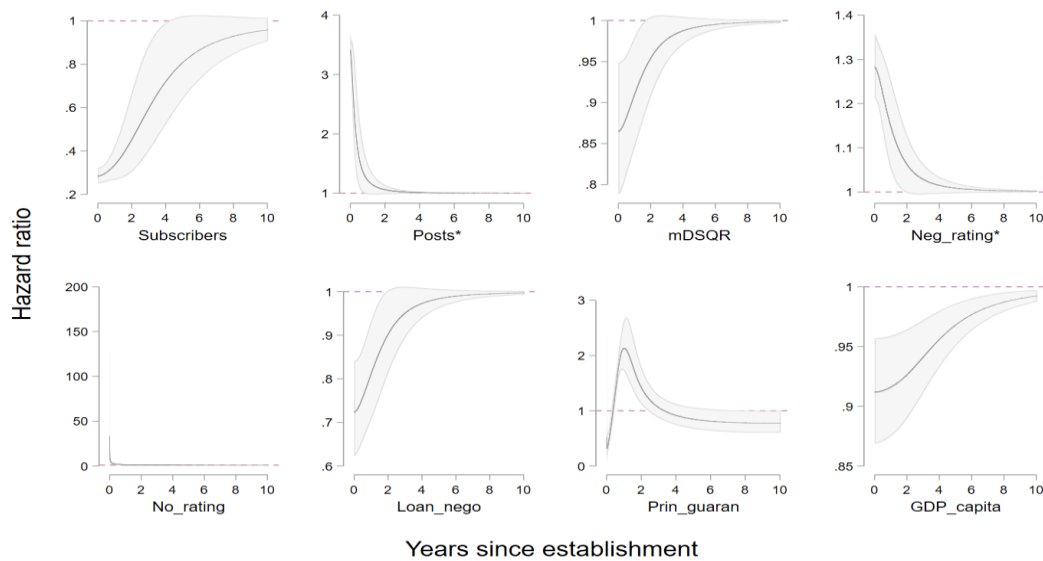 1
.8
.6
.4
.2
0 2 4 6 8 10
Subscribers
4
3
2
1
0 2 4 6 8 10
Posts*
1
.95
.9
.85
.8
0 2 4 6 8 10
mDSQR
1.4
1.3
1.2
1.1
1
0 2 4 6 8 10
Neg_rating*
Hazard ratio
200
150
100
50
0
0 2 4 6 8 10
No_rating
1
.9
.8
.7
.6
0 2 4 6 8 10
Loan_nego
3
2
1
0
0 2 4 6 8 10
Prin_guaran
1
.95
.9
.85
0 2 4 6 8 10
GDP_capita
Years since establishment